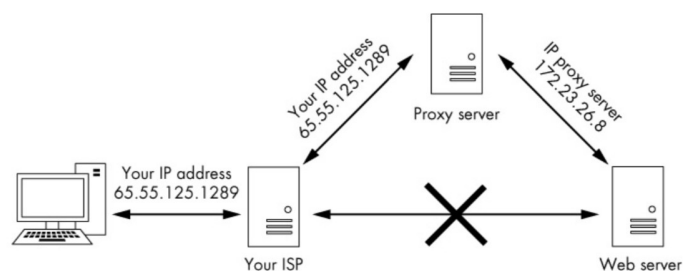 Your IP address
65.55.125.1289
IP proxy server
172.23.26.8
Proxy server
Your IP address
65.55.125.1289
Your ISP
Web server